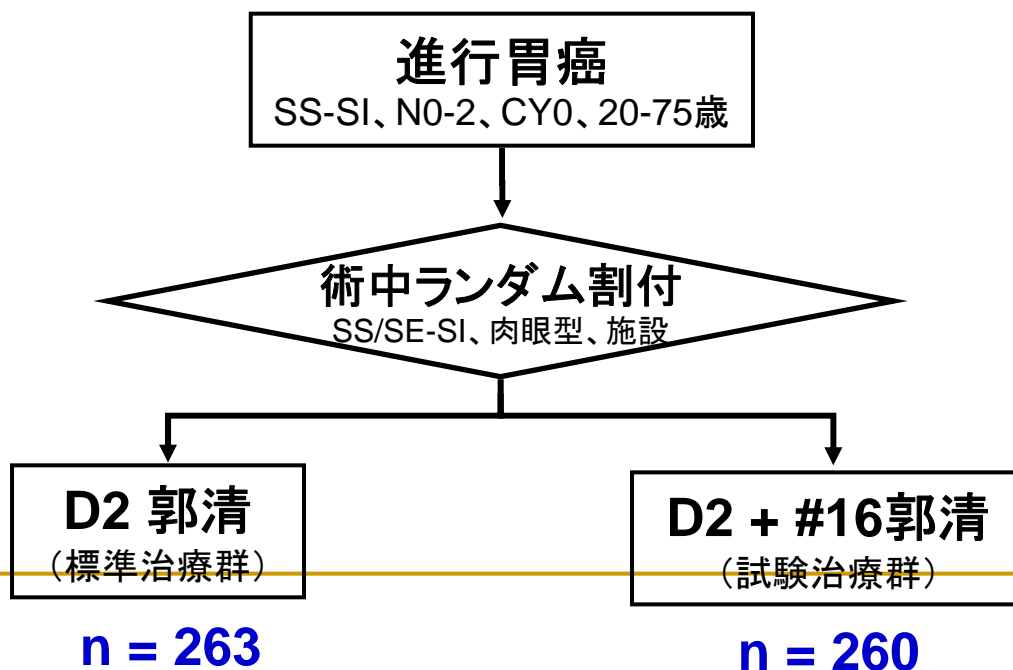 進行胃癌
SS-SI、N0-2、CY0、20-75歳
術中ランダム割付
SS/SE-SI、肉眼型、施設
D2 郭清
（標準治療群）
n = 263
D2 + #16郭清
（試験治療群）
n = 260